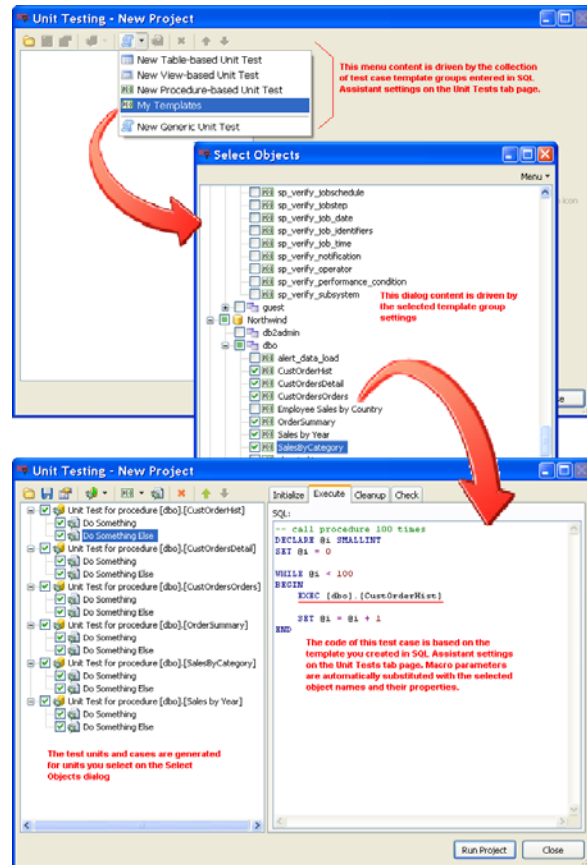 Unit Testing - New Project
New Table-based Unit Test
New View-based Unit Test
New Procedure-based Unit Test
My Templates
New Generic Unit Test
This menu content is driven by the collection
of test case template groups entered in SQL
Assistant settings on the Unit Tests tab page.
Select Objects
Menu
sp_verify_jobschedule
sp_verify_jobstep
sp_verify_job_date
sp_verify_job_identifiers
sp_verify_job_time
sp_verify_notification
sp_verify_operator
sp_verify_performance_condition
sp_verify_subsystem
icon
This dialog content is driven by
the selected template group
settings
guest
Northwind
db2admin
dbo
alert_data_load
CustOrderHist
CustOrdersDetail
CustOrdersOrders
Employee Sales by Country
OrderSummary
Sales by Year
SalesByCategory
Unit Testing - New Project
Initialize Execute Cleanup Check
SQL:
Unit Test for procedure [dbo].[CustOrderHist]
Do Something
Do Something Else
Unit Test for procedure [dbo].[CustOrdersDetail]
Do Something
Do Something Else
Unit Test for procedure [dbo].[CustOrdersOrders]
Do Something
Do Something Else
Unit Test for procedure [dbo].[OrderSummary]
Do Something
Do Something Else
Unit Test for procedure [dbo].[SalesByCategory]
Do Something
Do Something Else
Unit Test for procedure [dbo].[Sales by Year]
Do Something
Do Something Else
The test units and cases are generated
for units you select on the Select
Objects dialog
-- call procedure 100 times
DECLARE @i SMALLINT
SET @i = 0
WHILE @i < 100
BEGIN
EXEC [dbo].[CustOrderHist]
SET @i = @i + 1
END
The code of this test case is based on the
template you created in SQL Assistant settings
on the Unit Tests tab page. Macro parameters
are automatically substituted with the selected
object names and their properties.
Run Project
Close